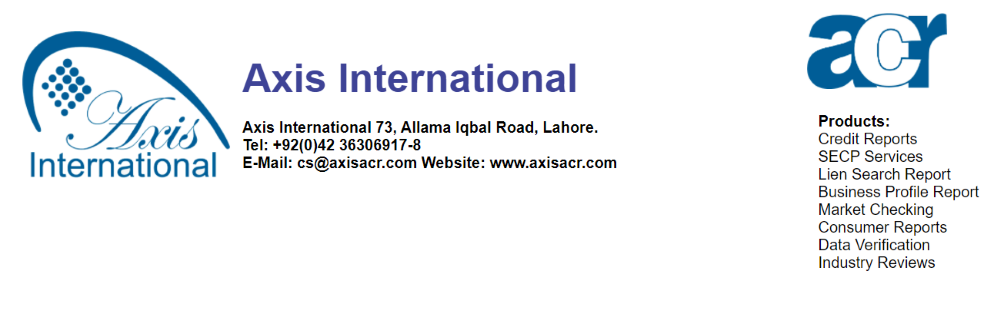 Axis
International
Axis International
Axis International 73, Allama Iqbal Road, Lahore.
Tel: +92(0)42 36306917-8
E-Mail: cs@axisacr.com Website: www.axisacr.com
acr
Products:
Credit Reports
SECP Services
Lien Search Report
Business Profile Report
Market Checking
Consumer Reports
Data Verification
Industry Reviews